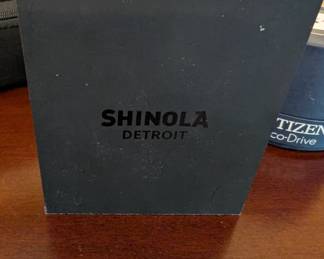 SHINOLA
DETROIT
TIZEN
co-Drive